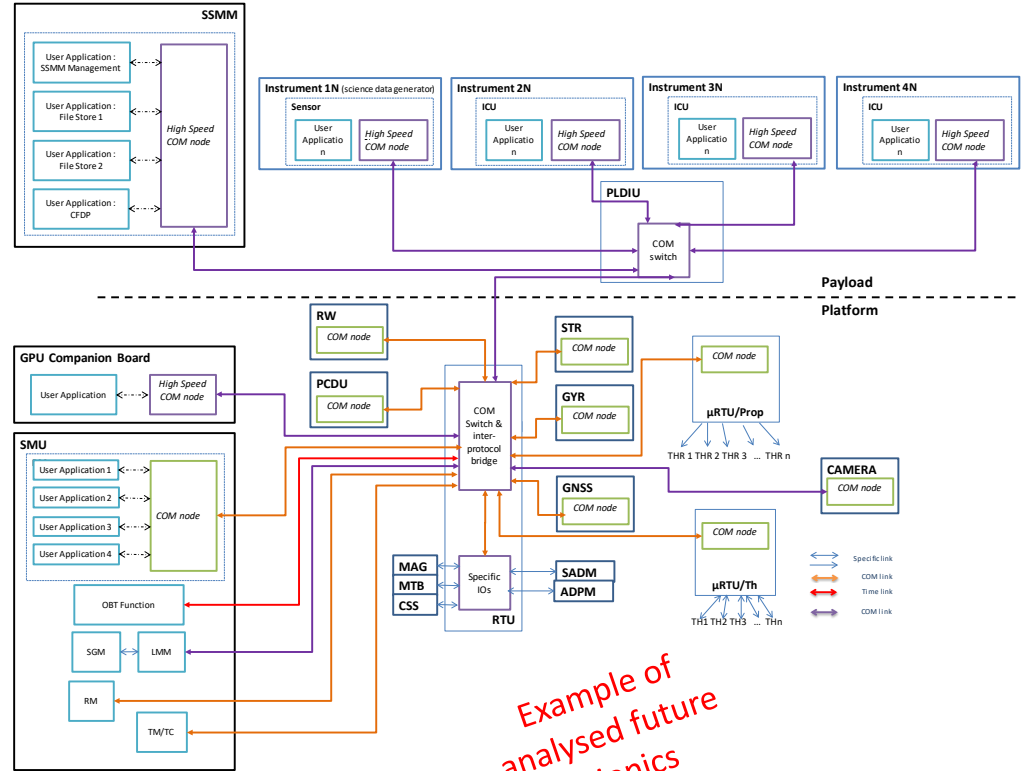 SSMM
User Application :
SSMM Management
User Application :
File Store 1
User Application :
File Store 2
User Application :
CFDP
High Speed
COM node
Instrument 1N (science data generator)
Sensor
User
Applicatio
n
High Speed
COM node
Instrument 2N
ICU
User
Applicatio
n
High Speed
COM node
Instrument 3N
ICU
User
Applicatio
n
High Speed
COM node
Instrument 4N
ICU
User
Applicatio
n
High Speed
COM node
PLDIU
COM
switch
Payload
Platform
RW
COM node
PCDU
COM node
STR
COM node
GYR
COM node
GNSS
COM node
COM
Switch &
inter-
protocol
bridge
Specific
IOs
RTU
MAG
MTB
CSS
SADM
ADPM
COM node
µRTU/Prop
THR 1 THR 2 THR 3 ... THR n
CAMERA
COM node
COM node
µRTU/Th
TH1 TH2 TH3 ... THn
GPU Companion Board
User Application
High Speed
COM node
SMU
User Application 1
User Application 2
User Application 3
User Application 4
COM node
OBT Function
SGM
LMM
RM
TM/TC
Specific link
COM link
Time link
COM link
Example of
analysed future